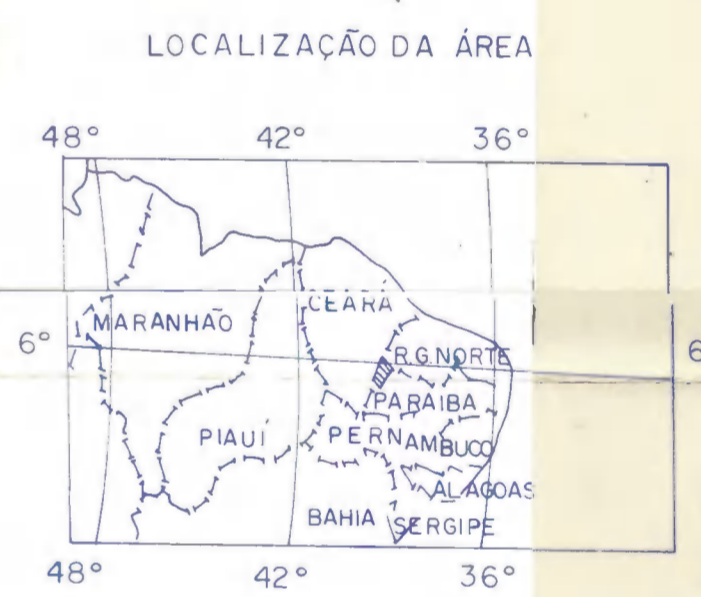 LOCALIZAÇÃO DA ÁREA
48° 42° 36°
CEARÁ
MARANHÃO
6° R.G.NORTE 6
PARAIBA
PIAUÍ PERNAMBUCO
ALAGOAS
BAHIA SERGIPE
48° 42° 36°